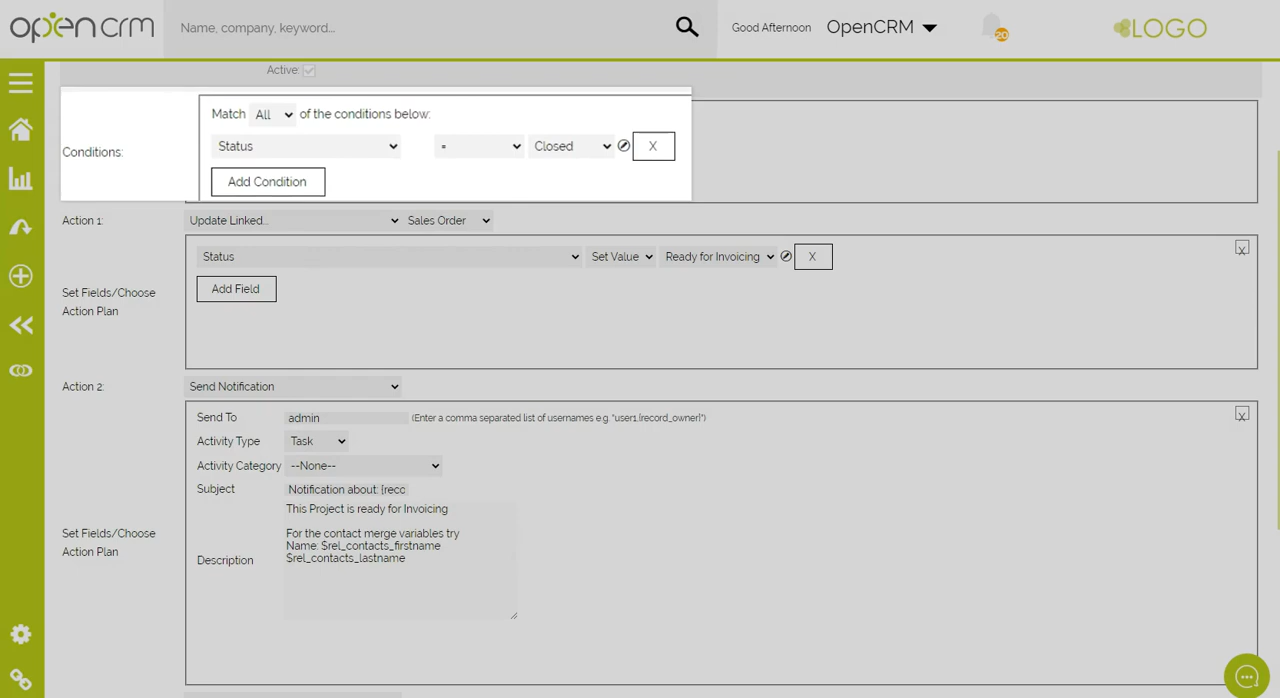 opencrm
Name, company, keyword...
Good Afternoon OpenCRM
20
LOGO
Active:
Match All of the conditions below:
Conditions:
Status = Closed X
Add Condition
Action 1: Update Linked... Sales Order
Status Set Value Ready for Invoicing X
X
Add Field
Set Fields/Choose
Action Plan
Action 2: Send Notification
Send To admin (Enter a comma separated list of usernames e.g. "user1,{record_owner}")
X
Activity Type Task
Activity Category --None--
Subject Notification about: {reco
This Project is ready for Invoicing
For the contact merge variables try
Name: $rel_contacts_firstname
$rel_contacts_lastname
Set Fields/Choose
Action Plan
Description